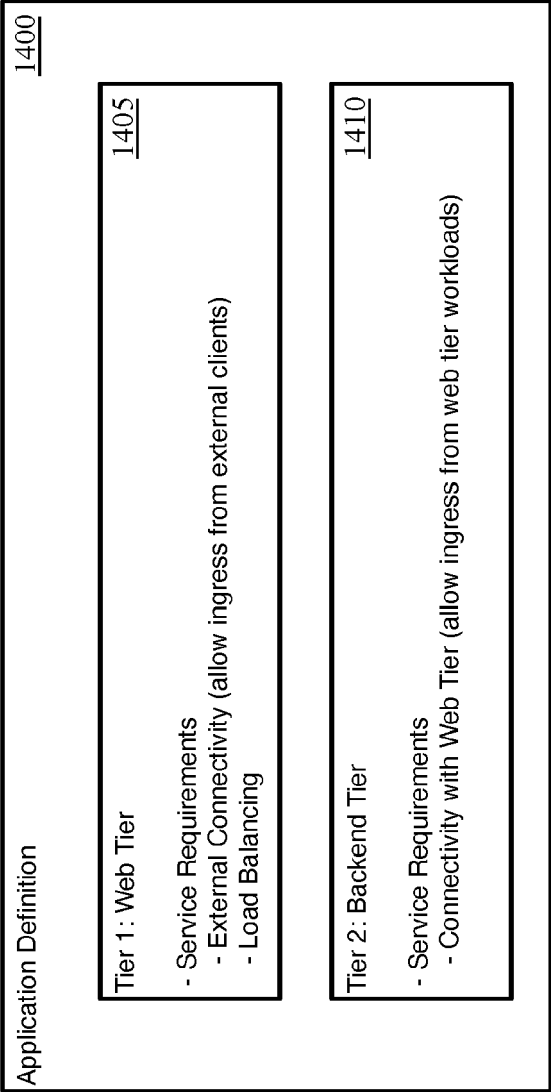 Application Definition
1400
Tier 1: Web Tier
1405
- Service Requirements
- External Connectivity (allow ingress from external clients)
- Load Balancing
Tier 2: Backend Tier
1410
- Service Requirements
- Connectivity with Web Tier (allow ingress from web tier workloads)